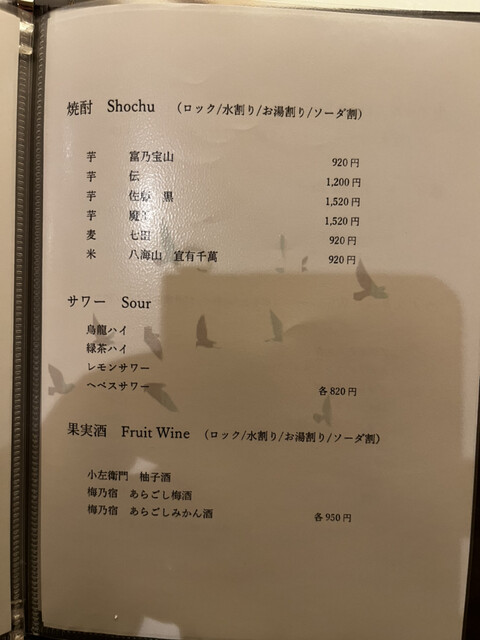 焼酎 Shochu （ロック/水割り/お湯割り/ソーダ割）
芋 富乃宝山 920円
芋 伝 1,200円
芋 佐 黒 1,520円
芋 魔王 1,520円
麦 七田 920円
米 八海山 宜有千萬 920円
サワー Sour
烏龍ハイ
緑茶ハイ
レモンサワー
ヘベスサワー 各820円
果実酒 Fruit Wine （ロック/水割り/お湯割り/ソーダ割）
小左衛門 柚子酒
梅乃宿 あらごし梅酒
梅乃宿 あらごしみかん酒 各950円